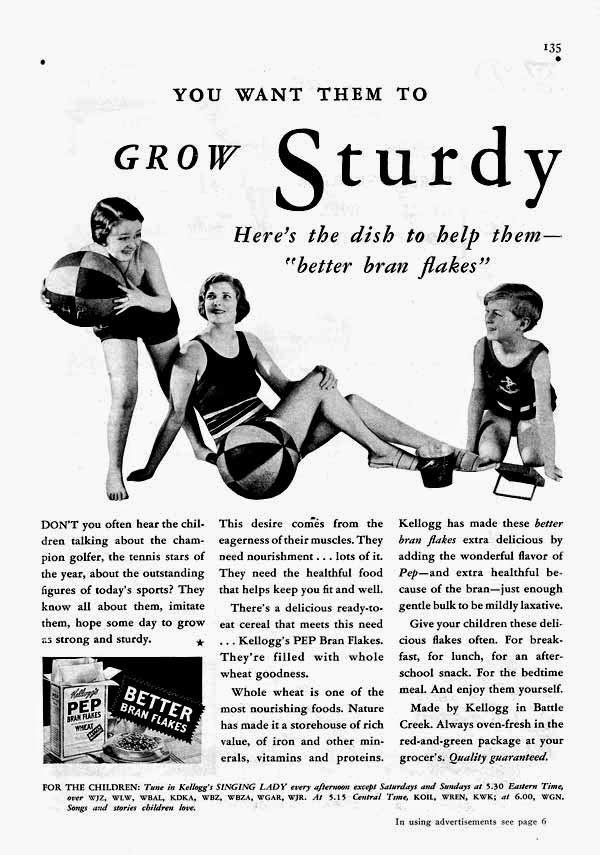 135
YOU WANT THEM TO
GROW Sturdy
Here's the dish to help them—
"better bran flakes"
DON'T you often hear the chil-
dren talking about the cham-
pion golfer, the tennis stars of
the year, about the outstanding
figures of today's sports? They
know all about them, imitate
them, hope some day to grow
as strong and sturdy. ★
Kellogg's
PEP
BRAN FLAKES
WHEAT
BETTER
BRAN FLAKES
This desire comes from the
eagerness of their muscles. They
need nourishment . . . lots of it.
They need the healthful food
that helps keep you fit and well.
There's a delicious ready-to-
eat cereal that meets this need
. . . Kellogg's PEP Bran Flakes.
They're filled with whole
wheat goodness.
Whole wheat is one of the
most nourishing foods. Nature
has made it a storehouse of rich
value, of iron and other min-
erals, vitamins and proteins.
Kellogg has made these better
bran flakes extra delicious by
adding the wonderful flavor of
Pep—and extra healthful be-
cause of the bran—just enough
gentle bulk to be mildly laxative.
Give your children these deli-
cious flakes often. For break-
fast, for lunch, for an after-
school snack. For the bedtime
meal. And enjoy them yourself.
Made by Kellogg in Battle
Creek. Always oven-fresh in the
red-and-green package at your
grocer's. Quality guaranteed.
FOR THE CHILDREN: Tune in Kellogg's SINGING LADY every afternoon except Saturdays and Sundays at 5.30 Eastern Time,
over WJZ, WLW, WBAL, KDKA, WBZ, WBZA, WGAR, WJR. At 5.15 Central Time, KOIL, WREN, KWK; at 6.00, WGN.
Songs and stories children love.
In using advertisements see page 6